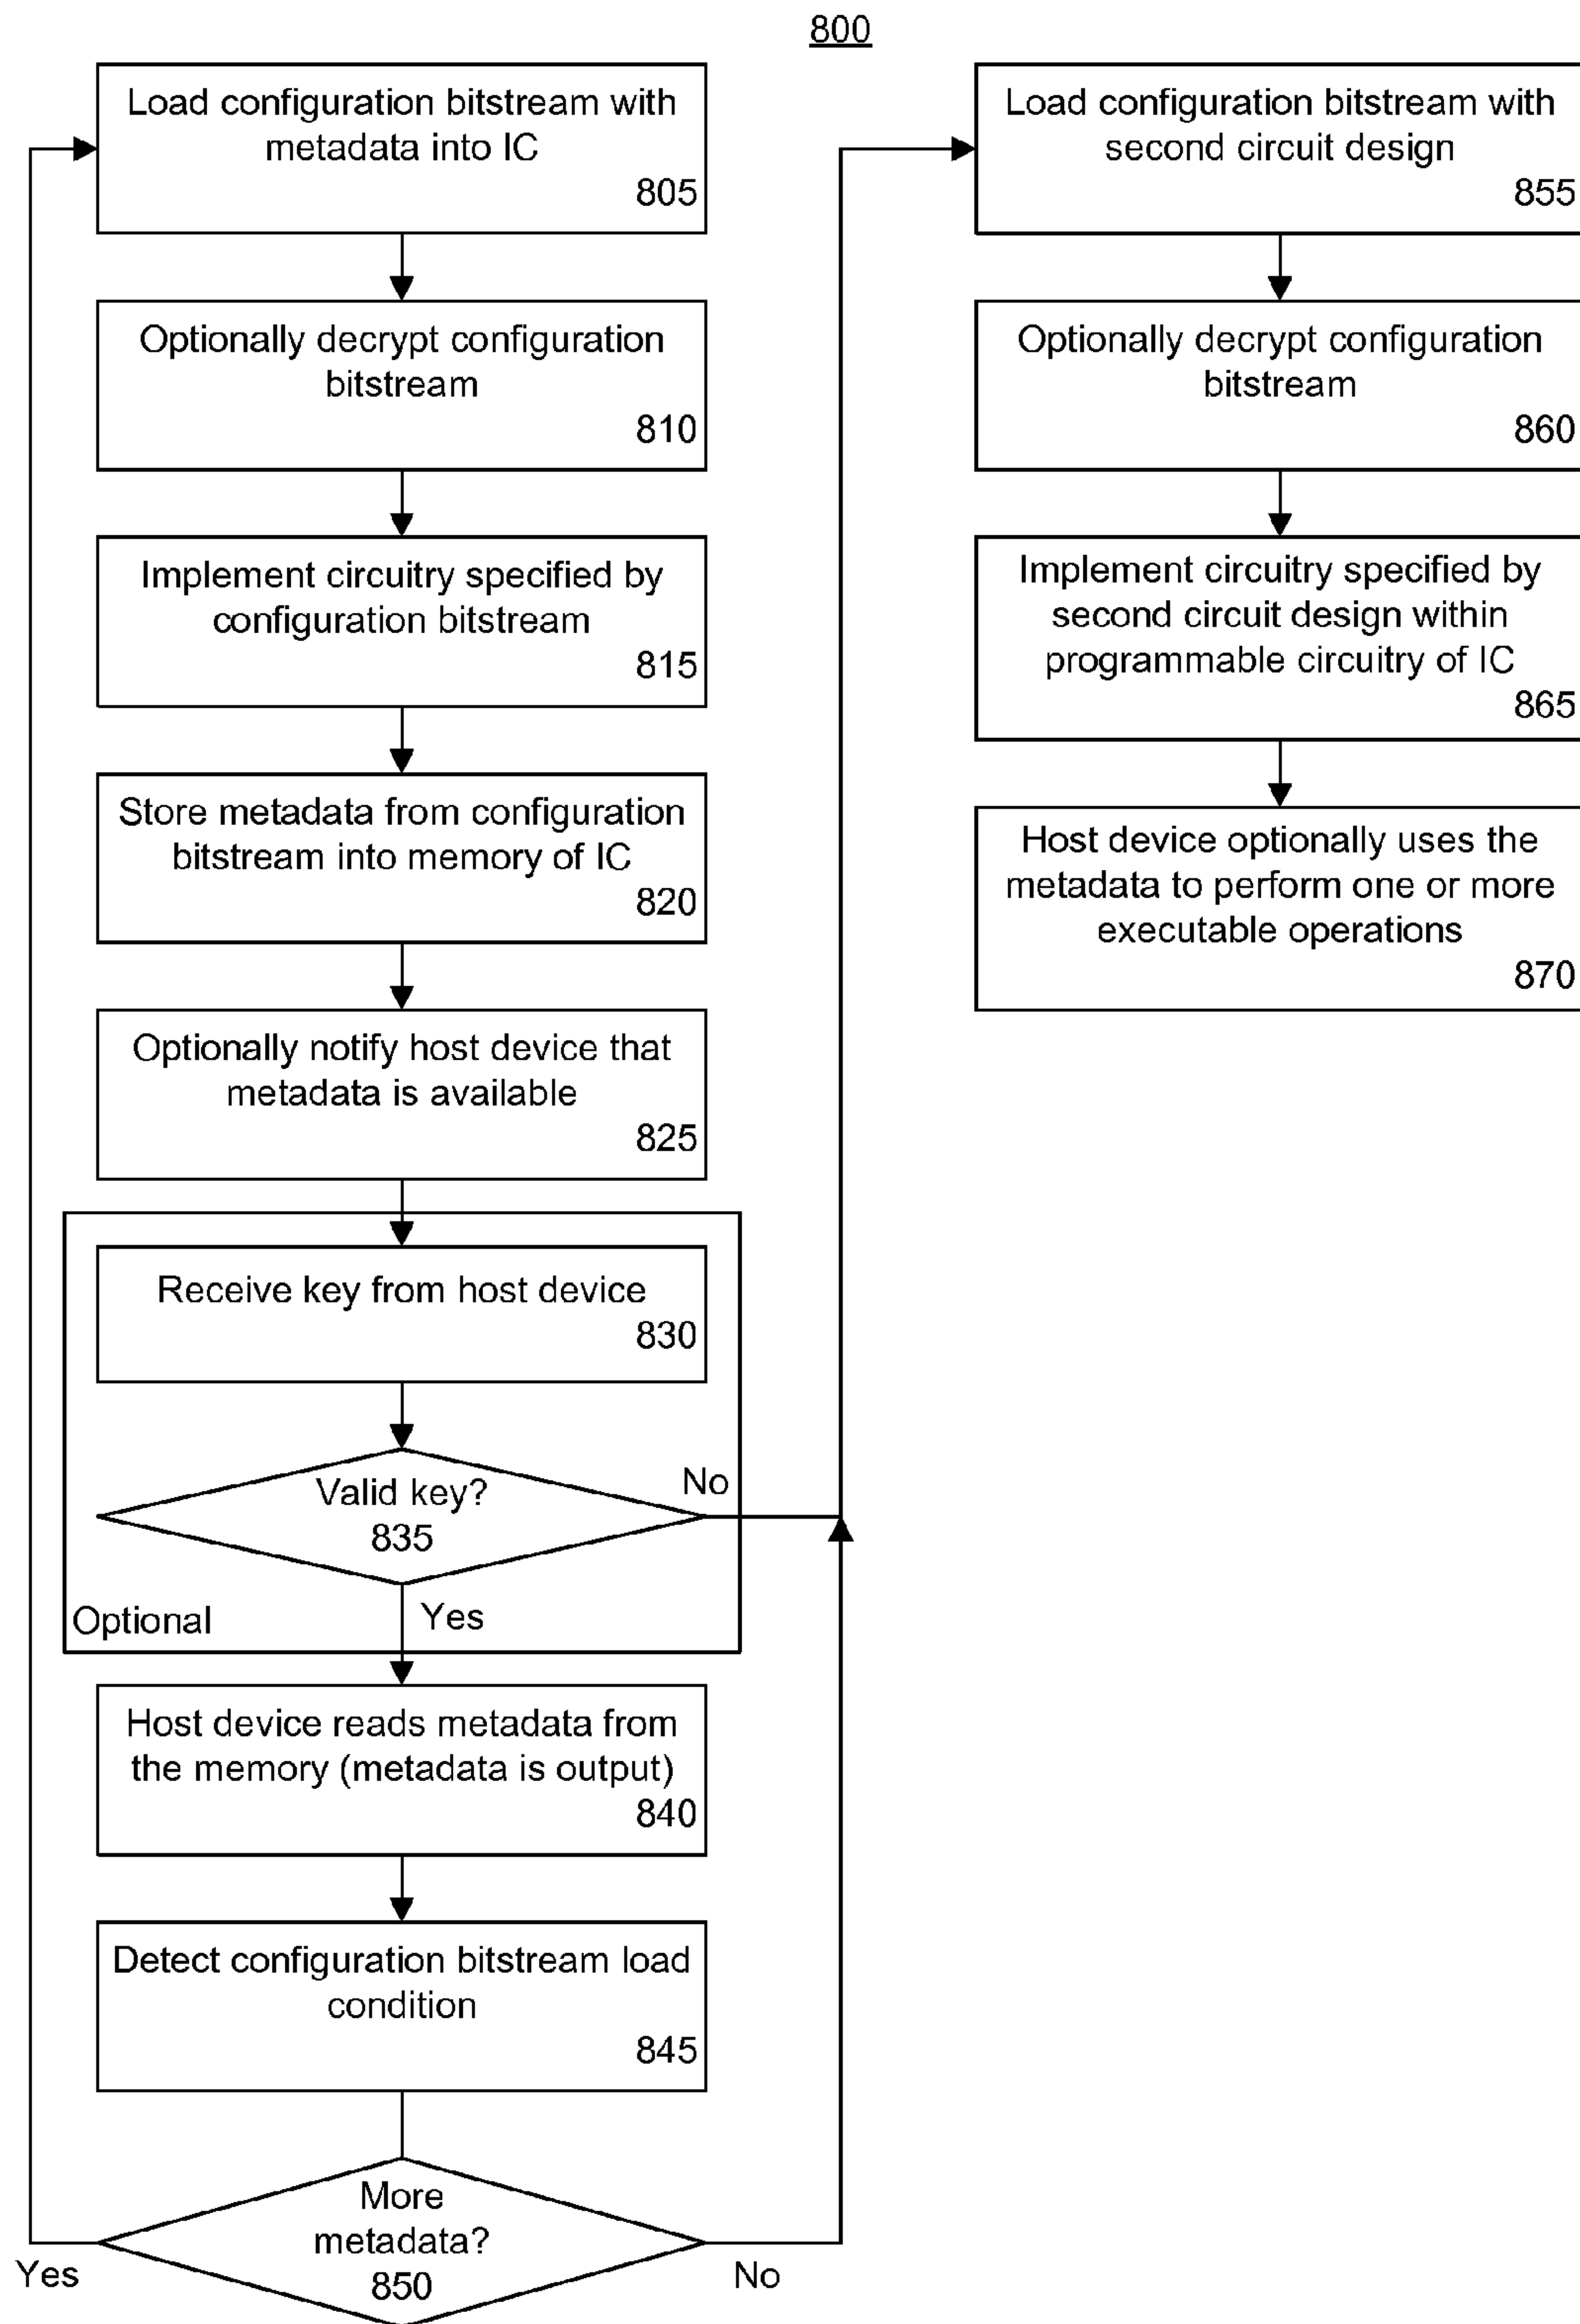 800
Load configuration bitstream with
metadata into IC
805
Optionally decrypt configuration
bitstream
810
Implement circuitry specified by
configuration bitstream
815
Store metadata from configuration
bitstream into memory of IC
820
Optionally notify host device that
metadata is available
825
Receive key from host device
830
Valid key?
835
No
Yes
Optional
Host device reads metadata from
the memory (metadata is output)
840
Detect configuration bitstream load
condition
845
More
metadata?
850
Yes
No
Load configuration bitstream with
second circuit design
855
Optionally decrypt configuration
bitstream
860
Implement circuitry specified by
second circuit design within
programmable circuitry of IC
865
Host device optionally uses the
metadata to perform one or more
executable operations
870